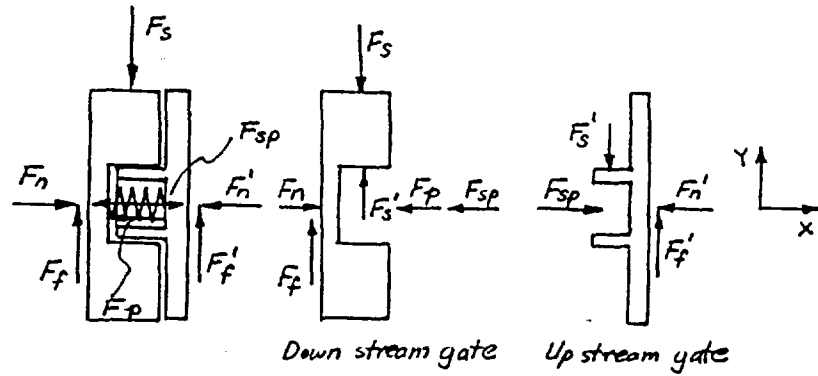 Fs
Fsp
Fn
Fn'
Ff
Ff'
Fp
Fs
Fn
Fs'
Fp
Fsp
Ff
Down stream gate
Fs'
Fsp
Fn'
Ff'
Up stream gate
Y
X